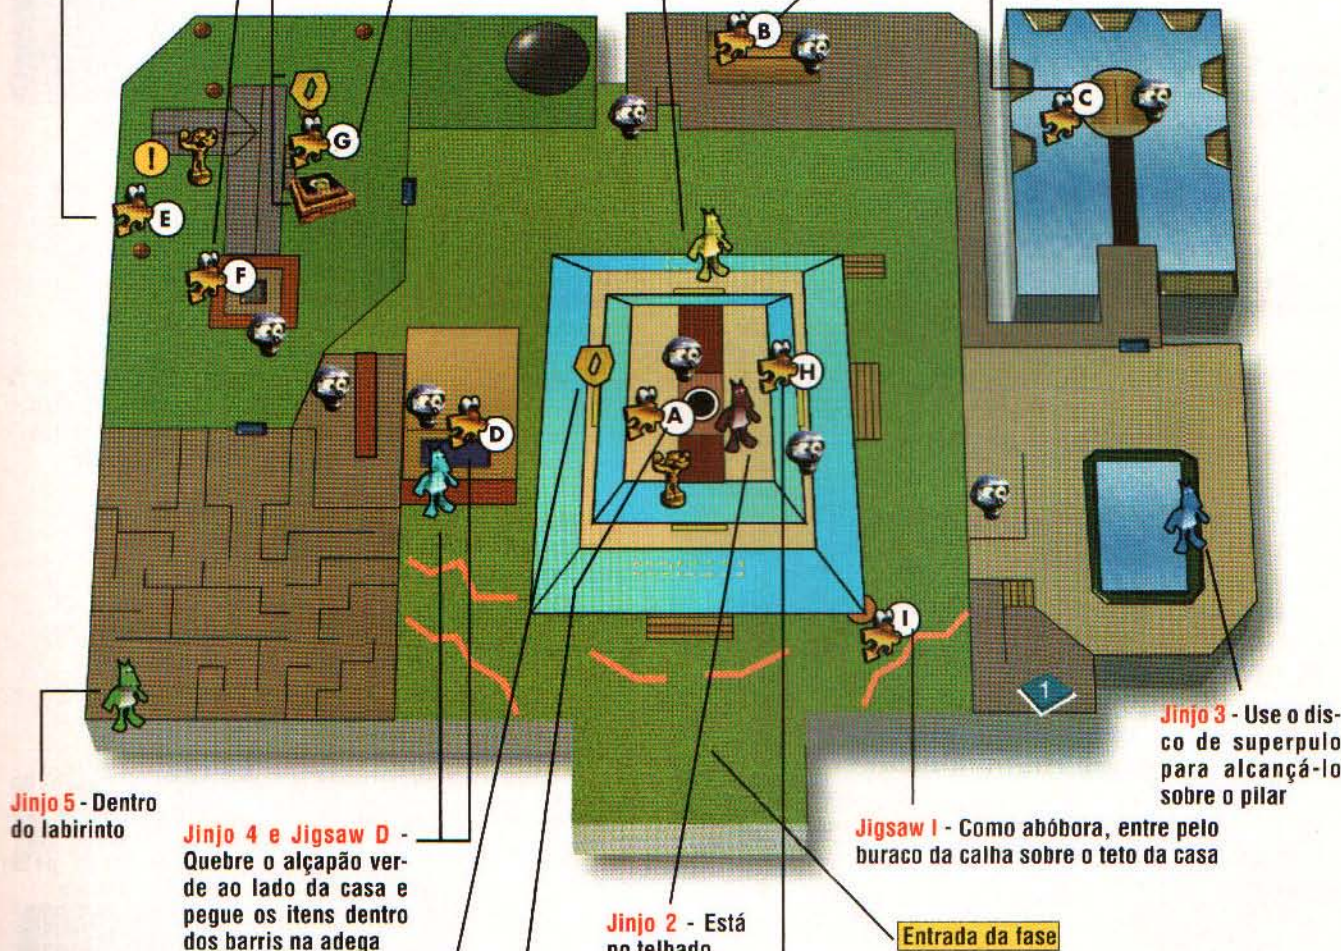 B
C
G
!
E
F
H
A
D
I
1
Jinjo 3 - Use o dis-
co de superpulo
para alcançá-lo
sobre o pilar
Jinjo 5 - Dentro
do labirinto
Jinjo 4 e Jigsaw D -
Quebre o alçapão ver-
de ao lado da casa e
pegue os itens dentro
dos barris na adega
Jigsaw I - Como abóbora, entre pelo
buraco da calha sobre o teto da casa
Jinjo 2 - Está
no telhado
Entrada da fase